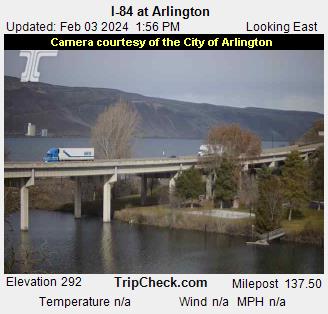 I-84 at Arlington
Updated: Feb 03 2024 1:56 PM Looking East
Camera courtesy of the City of Arlington
Elevation 292 TripCheck.com Milepost 137.50
Temperature n/a Wind n/a MPH n/a